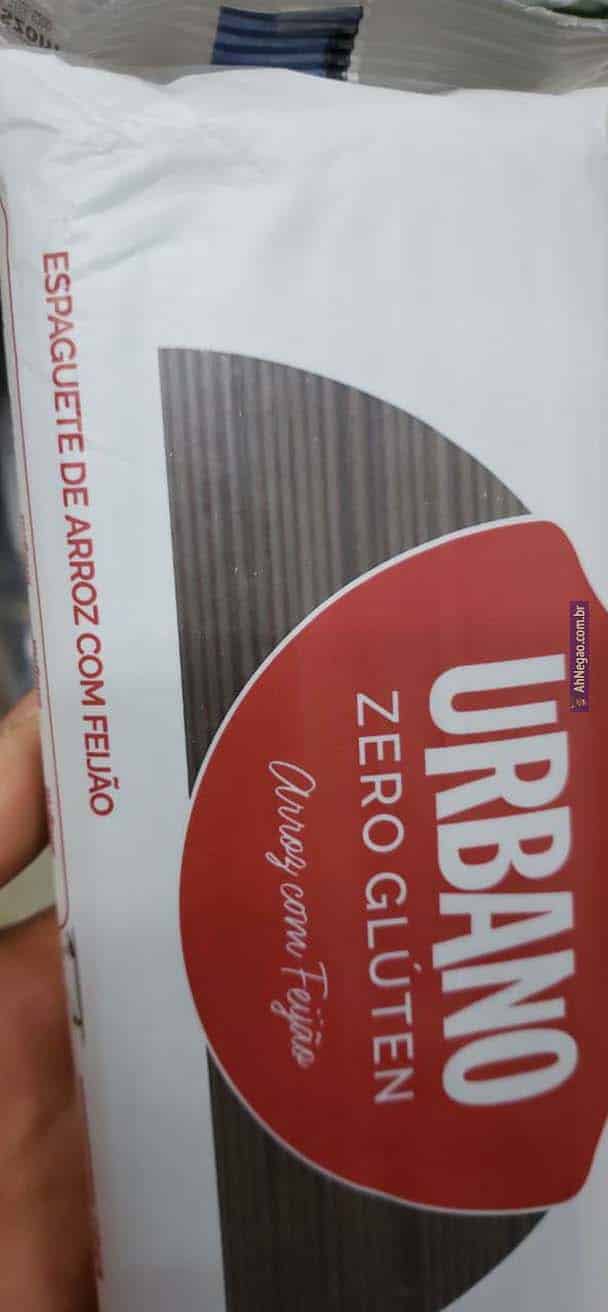 URBANO
ZERO GLÚTEN
Arroz com Feijão
ESPAGUETE DE ARROZ COM FEIJÃO
AhNegao.com.br